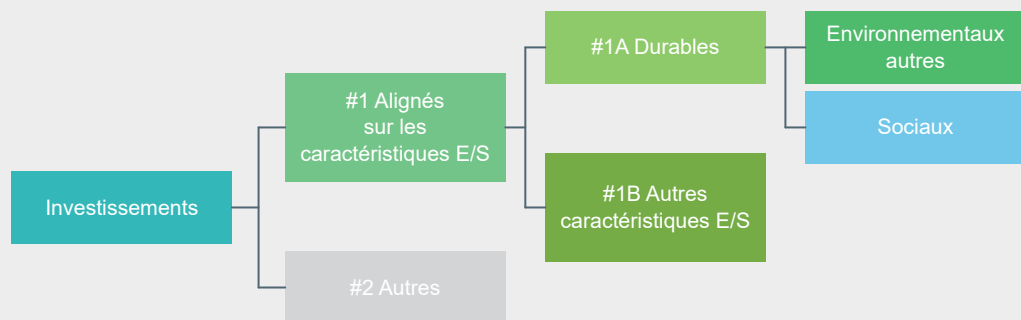 Investissements
#1 Alignés
sur les
caractéristiques E/S
#2 Autres
#1A Durables
#1B Autres
caractéristiques E/S
Environnementaux
autres
Sociaux